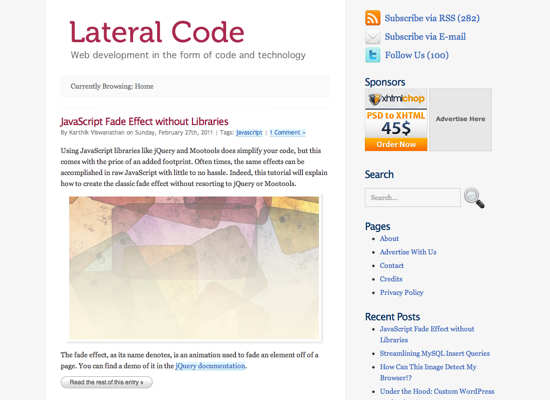 Lateral Code
Web development in the form of code and technology
Currently Browsing: Home
JavaScript Fade Effect without Libraries
By Karthik Viswanathan on Sunday, February 27th, 2011 | Tags: javascript | 1 Comment »
Using JavaScript libraries like jQuery and Mootools does simplify your code, but this
comes with the price of an added footprint. Often times, the same effects can be
accomplished in raw JavaScript with little to no hassle. Indeed, this tutorial will explain
how to create the classic fade effect without resorting to jQuery or Mootools.
The fade effect, as its name denotes, is an animation used to fade an element off of a
page. You can find a demo of it in the jQuery documentation.
Read the rest of this entry »
Subscribe via RSS (282)
Subscribe via E-mail
Follow Us (100)
Sponsors
xhtmlchop
PSD to XHTML
45$
Order Now
Advertise Here
Search
Search...
Pages
About
Advertise With Us
Contact
Credits
Privacy Policy
Recent Posts
JavaScript Fade Effect without
Libraries
Streamlining MySQL Insert Queries
How Can This Image Detect My
Browser!?
Under the Hood: Custom WordPress